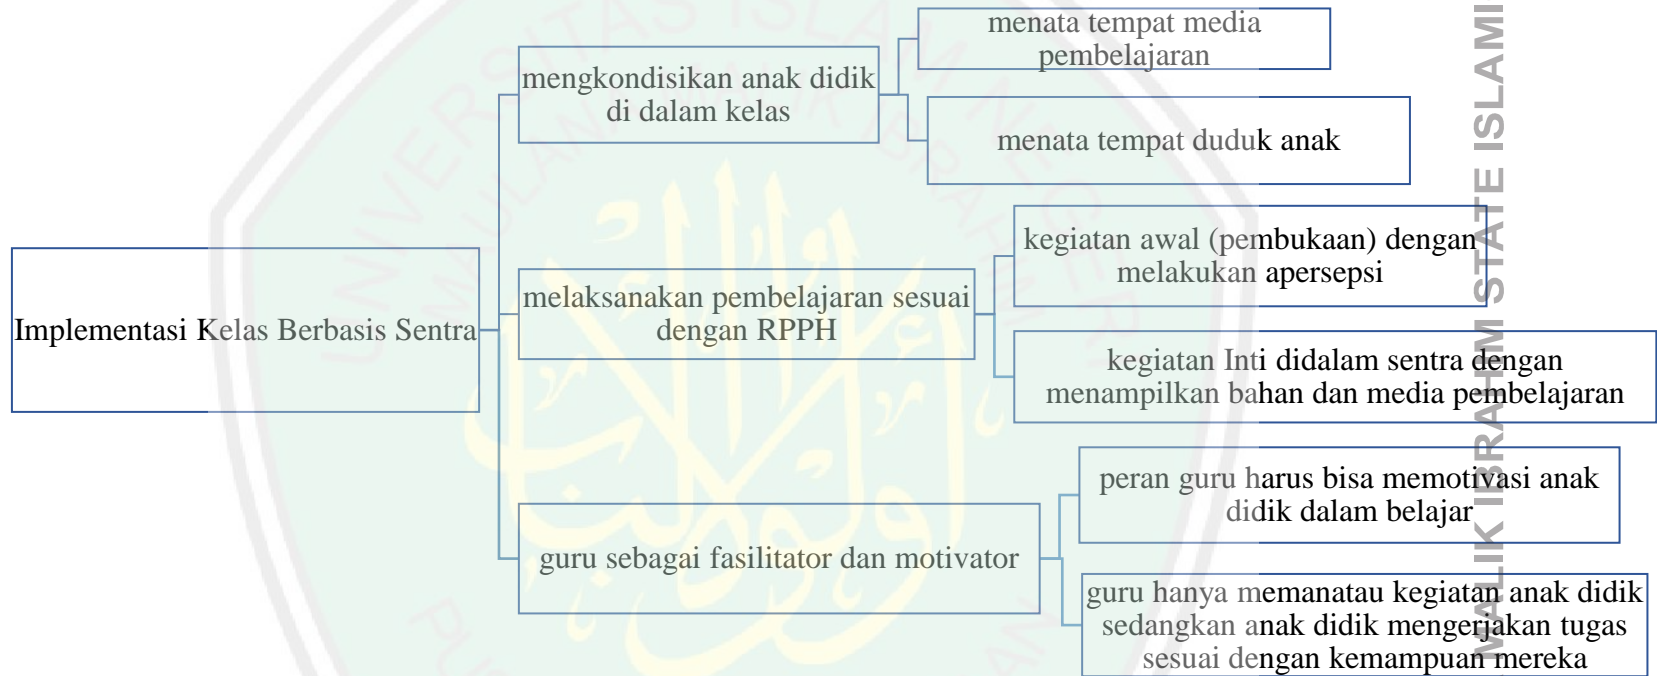 Implementasi Kelas Berbasis Sentra
mengkondisikan anak didik
di dalam kelas
menata tempat media
pembelajaran
menata tempat duduk anak
melaksanakan pembelajaran sesuai
dengan RPPH
kegiatan awal (pembukaan) dengan
melakukan apersepsi
kegiatan Inti didalam sentra dengan
menampilkan bahan dan media pembelajaran
guru sebagai fasilitator dan motivator
peran guru harus bisa memotivasi anak
didik dalam belajar
guru hanya memanatau kegiatan anak didik
sedangkan anak didik mengerjakan tugas
sesuai dengan kemampuan mereka
MALIK IBRAHIM STATE ISLAMI